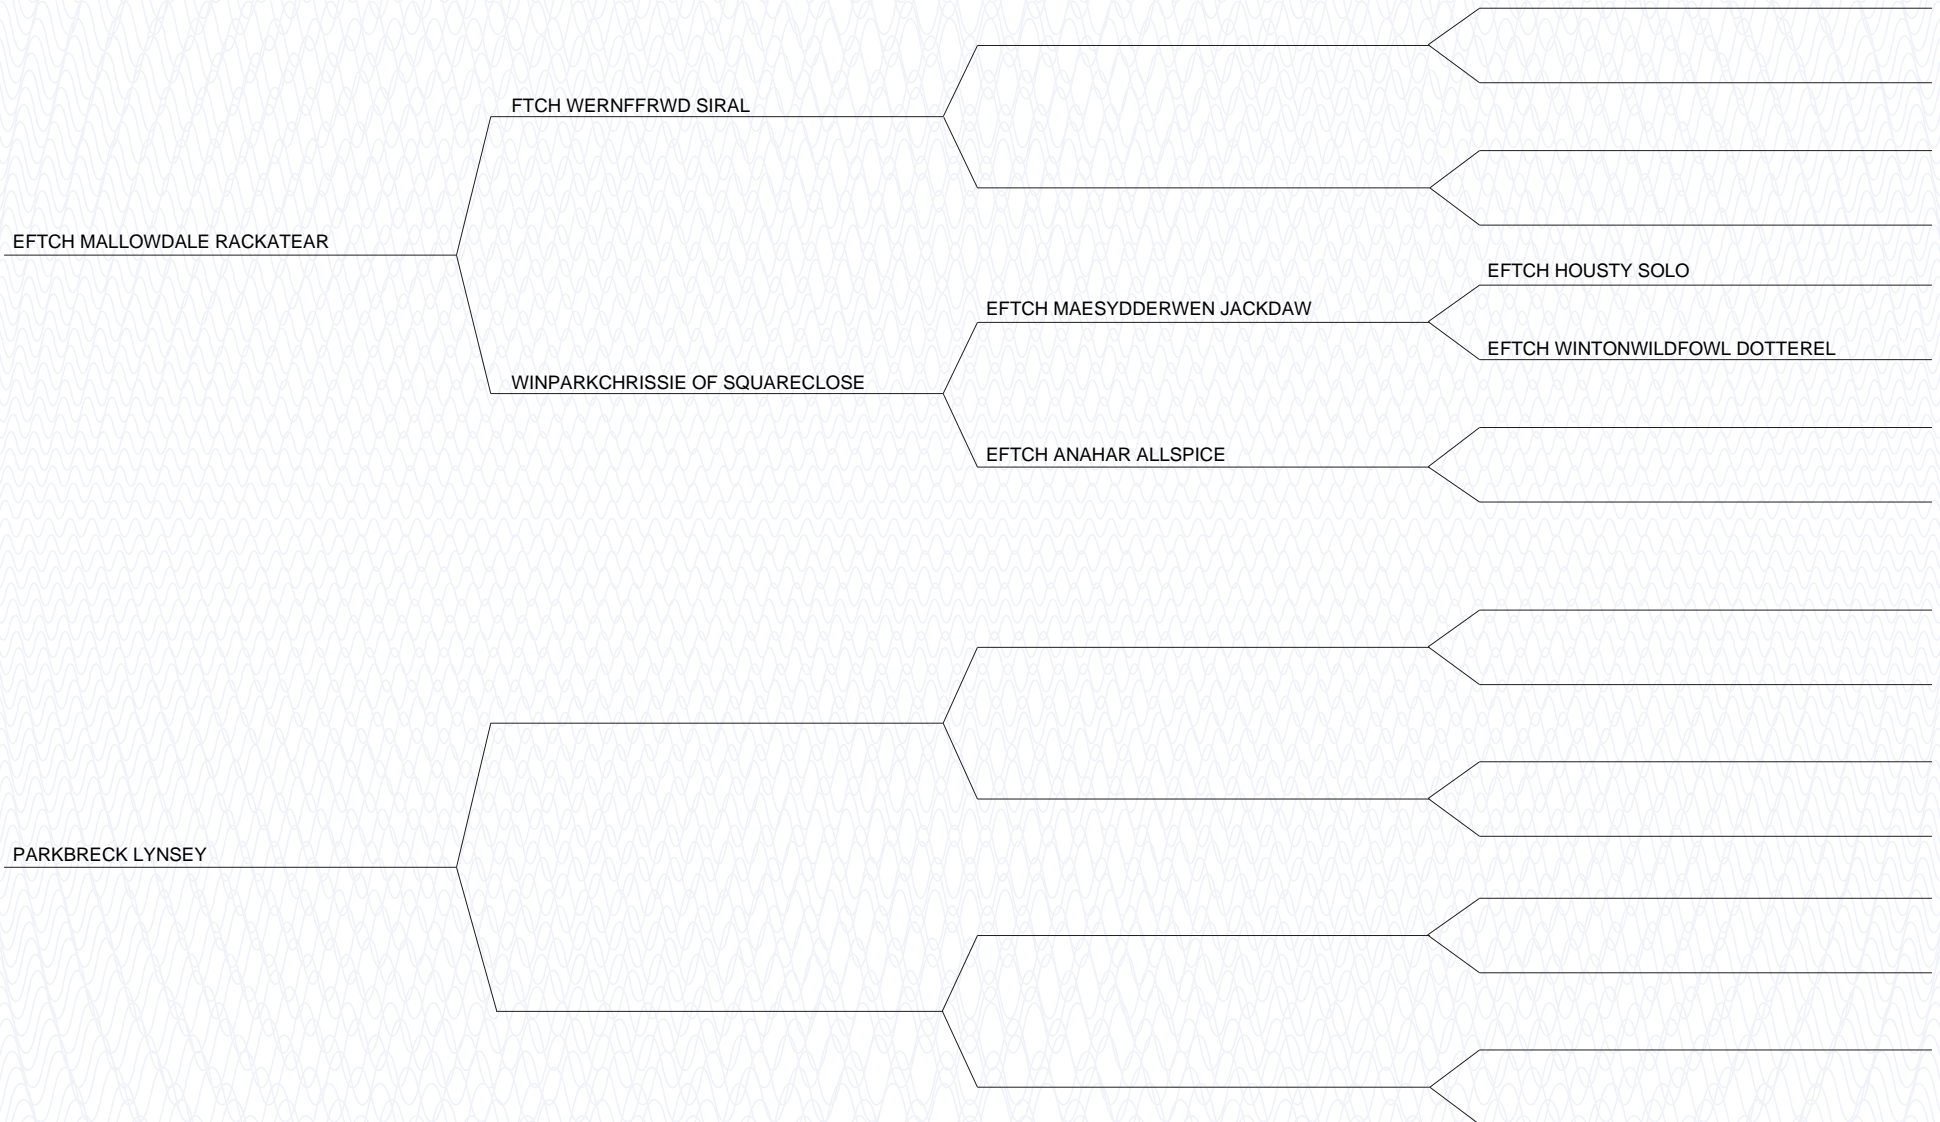 FTCH WERNFFRWD SIRAL
EFTCH MALLOWDALE RACKATEAR
EFTCH HOUSTY SOLO
EFTCH MAESYDDERWEN JACKDAW
EFTCH WINTONWILDFOWL DOTTEREL
WINPARKCHRISSIE OF SQUARECLOSE
EFTCH ANAHAR ALLSPICE
PARKBRECK LYNSEY